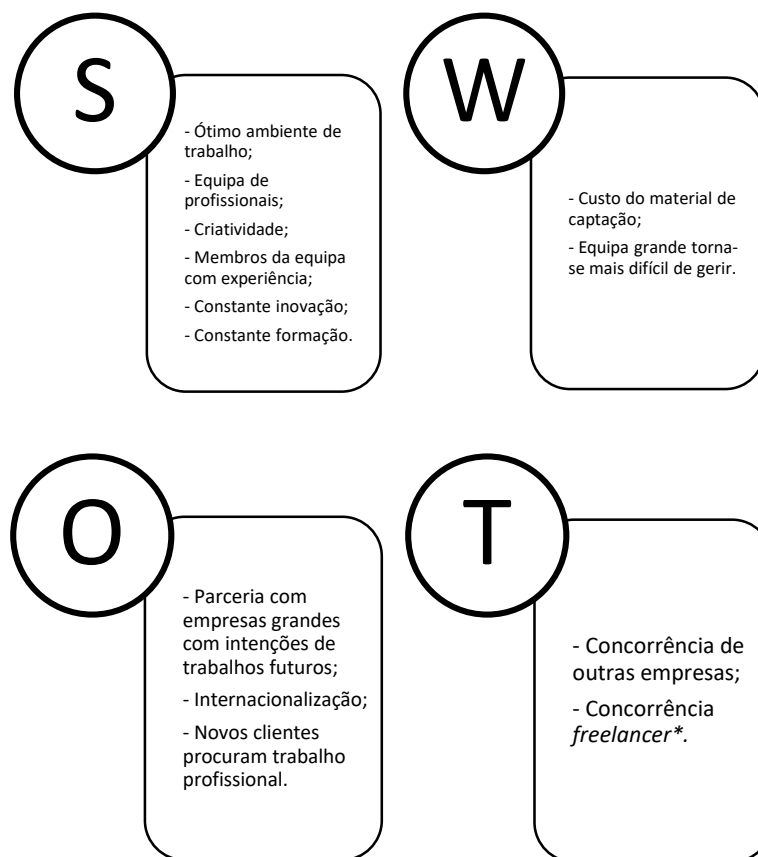 S
- Ótimo ambiente de
trabalho;
- Equipa de
profissionais;
- Criatividade;
- Membros da equipa
com experiência;
- Constante inovação;
- Constante formação.
W
- Custo do material de
captação;
- Equipa grande torna-
se mais difícil de gerir.
O
- Parceria com
empresas grandes
com intenções de
trabalhos futuros;
- Internacionalização;
- Novos clientes
procuram trabalho
profissional.
T
- Concorrência de
outras empresas;
- Concorrência
freelancer*.